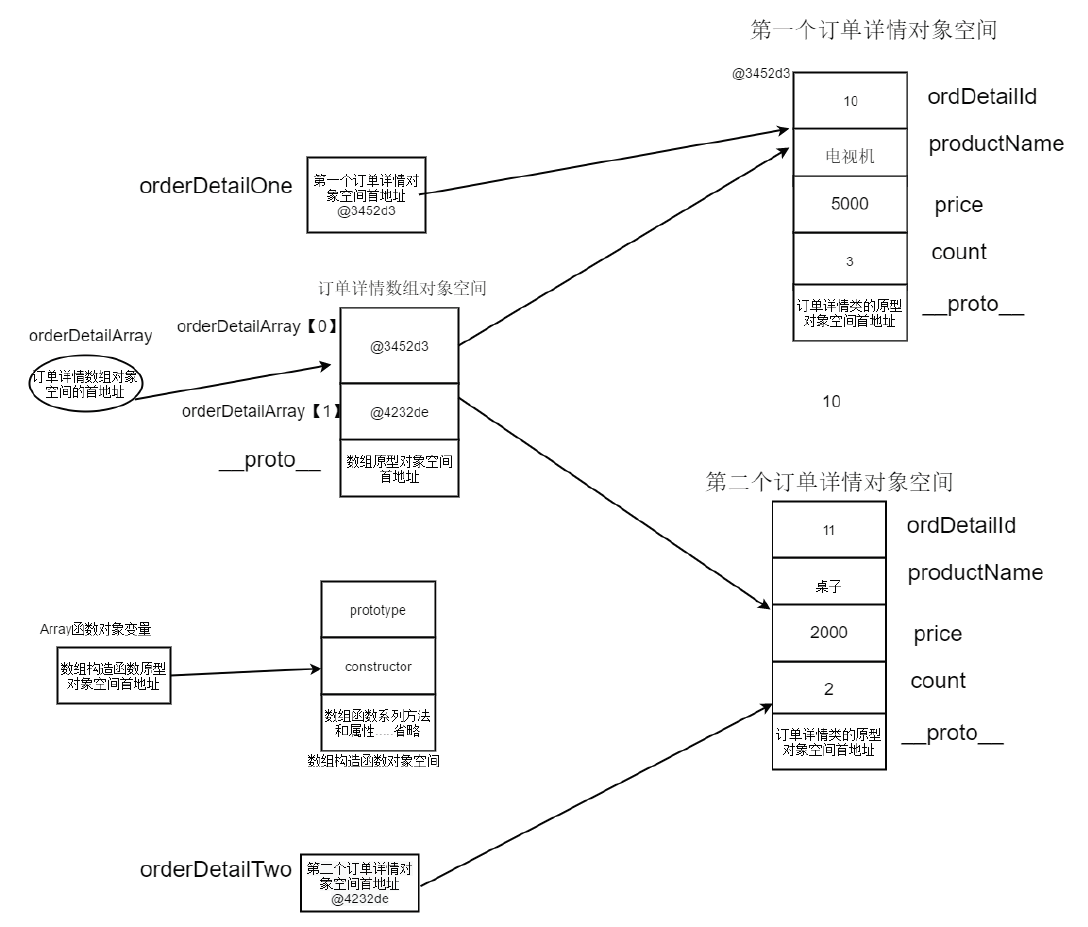 第一个订单详情对象空间
@3452d3
10
ordDetailId
电视机
productName
5000
price
3
count
订单详情类的原型
对象空间首地址
__proto__
10
orderDetailOne
第一个订单详情对
象空间首地址
@3452d3
订单详情数组对象空间
orderDetailArray【0】
@3452d3
orderDetailArray
订单详情数组对象
空间的首地址
orderDetailArray【1】
@4232de
__proto__
数组原型对象空间
首地址
第二个订单详情对象空间
11
ordDetailId
桌子
productName
2000
price
2
count
订单详情类的原型
对象空间首地址
__proto__
Array函数对象变量
数组构造函数原型
对象空间首地址
prototype
constructor
数组函数系列方法
和属性.....省略
数组构造函数对象空间
orderDetailTwo
第二个订单详情对
象空间首地址
@4232de